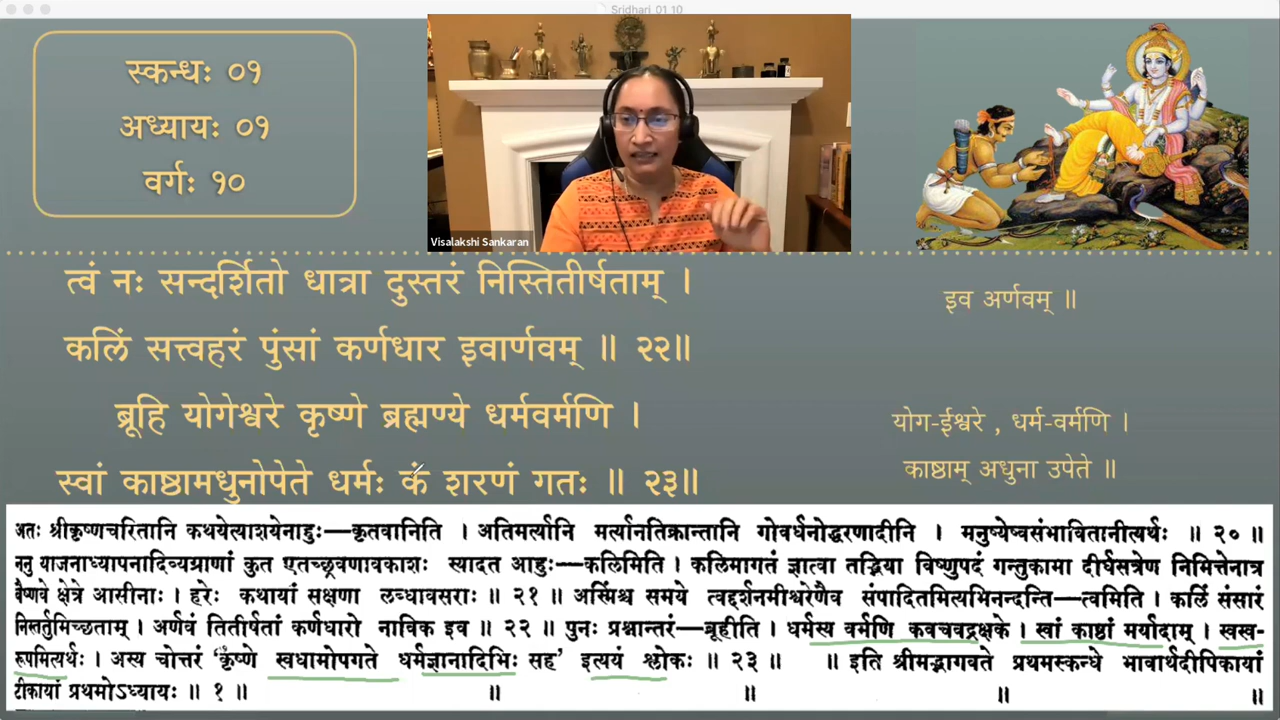 Sridhari_01_10
स्कन्धः ०१
अध्यायः ०१
वर्गः १०
Visalakshi Sankaran
त्वं नः सन्दर्शितो धात्रा दुस्तरं निस्तितीर्षताम् ।
कलिं सत्त्वहरं पुंसां कर्णधार इवार्णवम् ॥ २२॥
इव अर्णवम् ॥
ब्रूहि योगेश्वरे कृष्णे ब्रह्मण्ये धर्मवर्मणि ।
स्वां काष्ठामधुनोपेते धर्मः कं शरणं गतः ॥ २३॥
योग-ईश्वरे , धर्म-वर्मणि ।
काष्ठाम् अधुना उपेते ॥
अतः श्रीकृष्णचरितानि कथयेत्याशयेनाहुः—कृतवानिति । अतिमर्त्यानि मर्त्यानतिक्रान्तानि गोवर्धनोद्धरणादीनि । मनुष्येष्वसंभावितानीत्यर्थः ॥ २० ॥
ननु याजनाध्यापनादिव्यग्राणां कुत एतच्छ्रवणावकाशः स्यादत आहुः—कलिमिति । कलिमागतं ज्ञात्वा तद्भिया विष्णुपदं गन्तुकामा दीर्घसत्रेण निमित्तेनात्र
वैष्णवे क्षेत्रे आसीनाः । हरेः कथायां सक्षणा लब्धावसराः ॥ २१ ॥ अस्मिंश्च समये त्वद्दर्शनमीश्वरेणैव संपादितमित्यभिनन्दन्ति—त्वमिति । कलिं संसारं
निस्तर्तुमिच्छताम् । अर्णवं तितीर्षतां कर्णधारो नाविक इव ॥ २२ ॥ पुनः प्रश्नान्तरं—ब्रूहीति । धर्मस्य वर्मणि कवचवद्रक्षके । स्वां काष्ठां मर्यादाम् । स्वस्व-
रूपमित्यर्थः । अस्य चोत्तरं ‘कृष्णे स्वधामोपगते धर्मज्ञानादिभिः सह’ इत्ययं श्लोकः ॥ २३ ॥ ॥ इति श्रीमद्भागवते प्रथमस्कन्धे भावार्थदीपिकायां
टीकायां प्रथमोऽध्यायः ॥ १ ॥ ॥ ॥ ॥ ॥